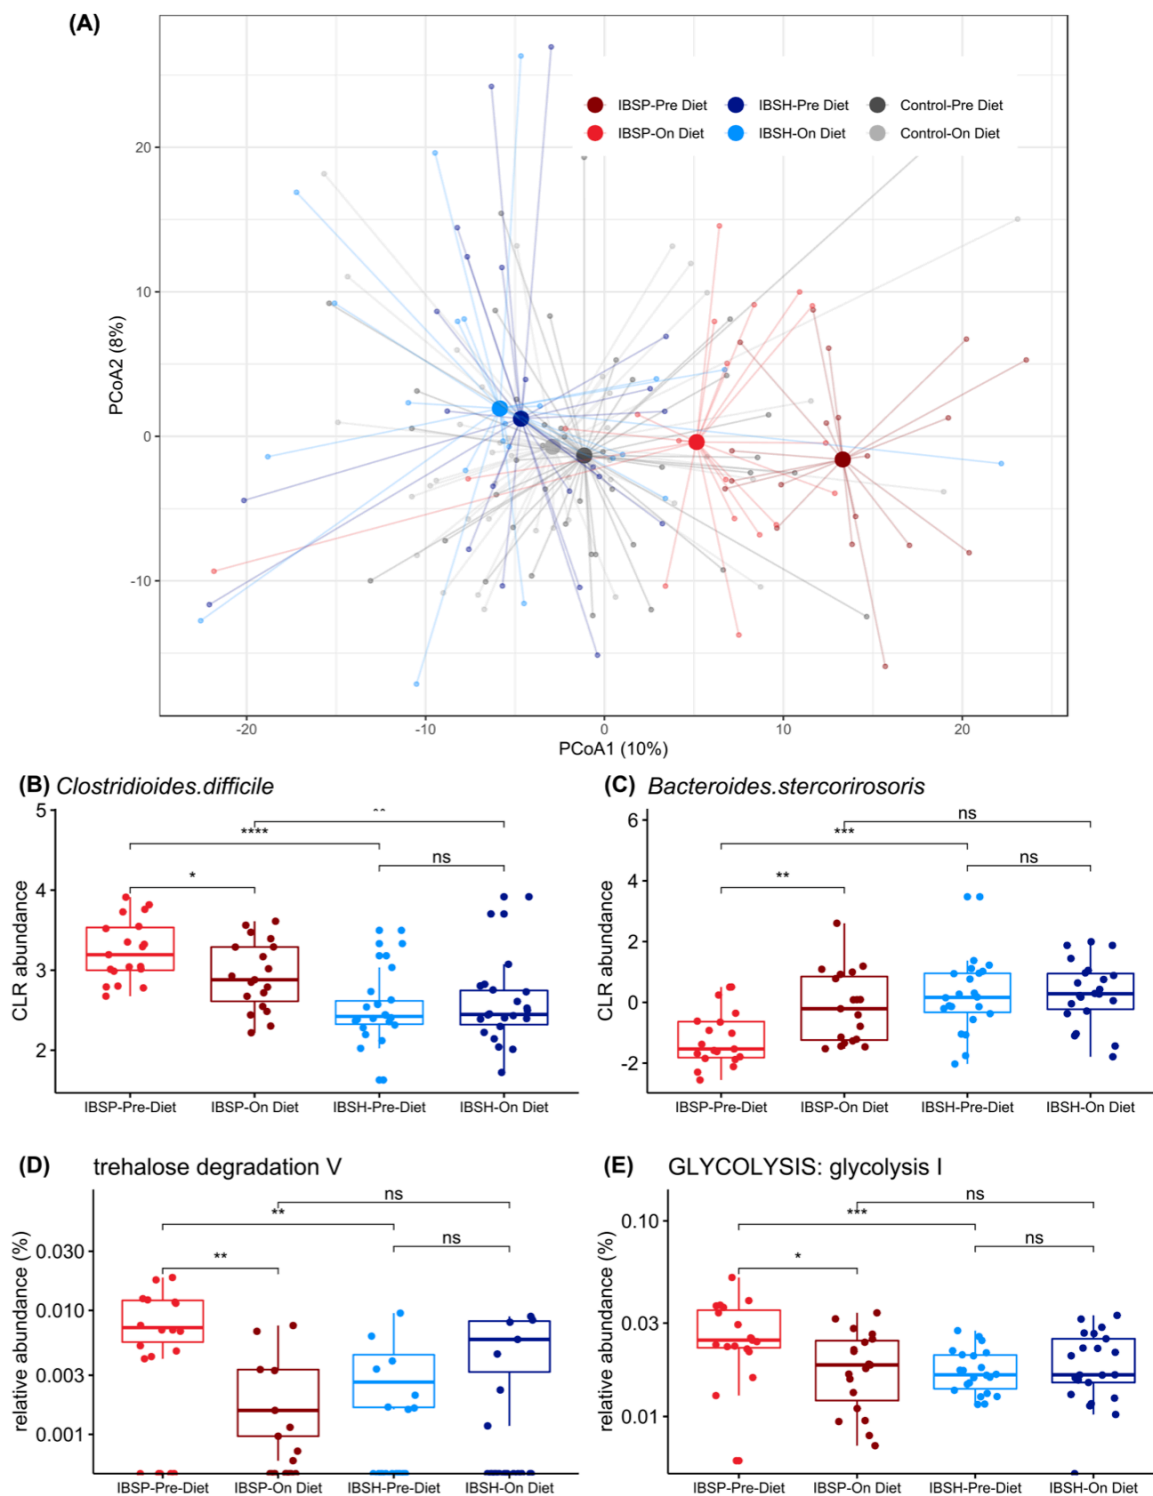 (A)
IBSP-Pre Diet IBSH-Pre Diet Control-Pre Diet
IBSP-On Diet IBSH-On Diet Control-On Diet
20
10
0
-10
PCoA2 (8%)
-20 -10 0 10 20
PCoA1 (10%)
(B) Clostridioides.difficile
5
4
3
2
CLR abundance
****
*
ns
IBSP-Pre-Diet IBSP-On Diet IBSH-Pre-Diet IBSH-On Diet
(C) Bacteroides.stercorirosoris
6
4
2
0
-2
CLR abundance
ns
***
ns
**
IBSP-Pre-Diet IBSP-On Diet IBSH-Pre-Diet IBSH-On Diet
(D) trehalose degradation V
0.030
0.010
0.003
0.001
relative abundance (%)
ns
**
ns
**
IBSP-Pre-Diet IBSP-On Diet IBSH-Pre-Diet IBSH-On Diet
(E) GLYCOLYSIS: glycolysis I
0.10
0.03
0.01
relative abundance (%)
ns
***
ns
*
IBSP-Pre-Diet IBSP-On Diet IBSH-Pre-Diet IBSH-On Diet